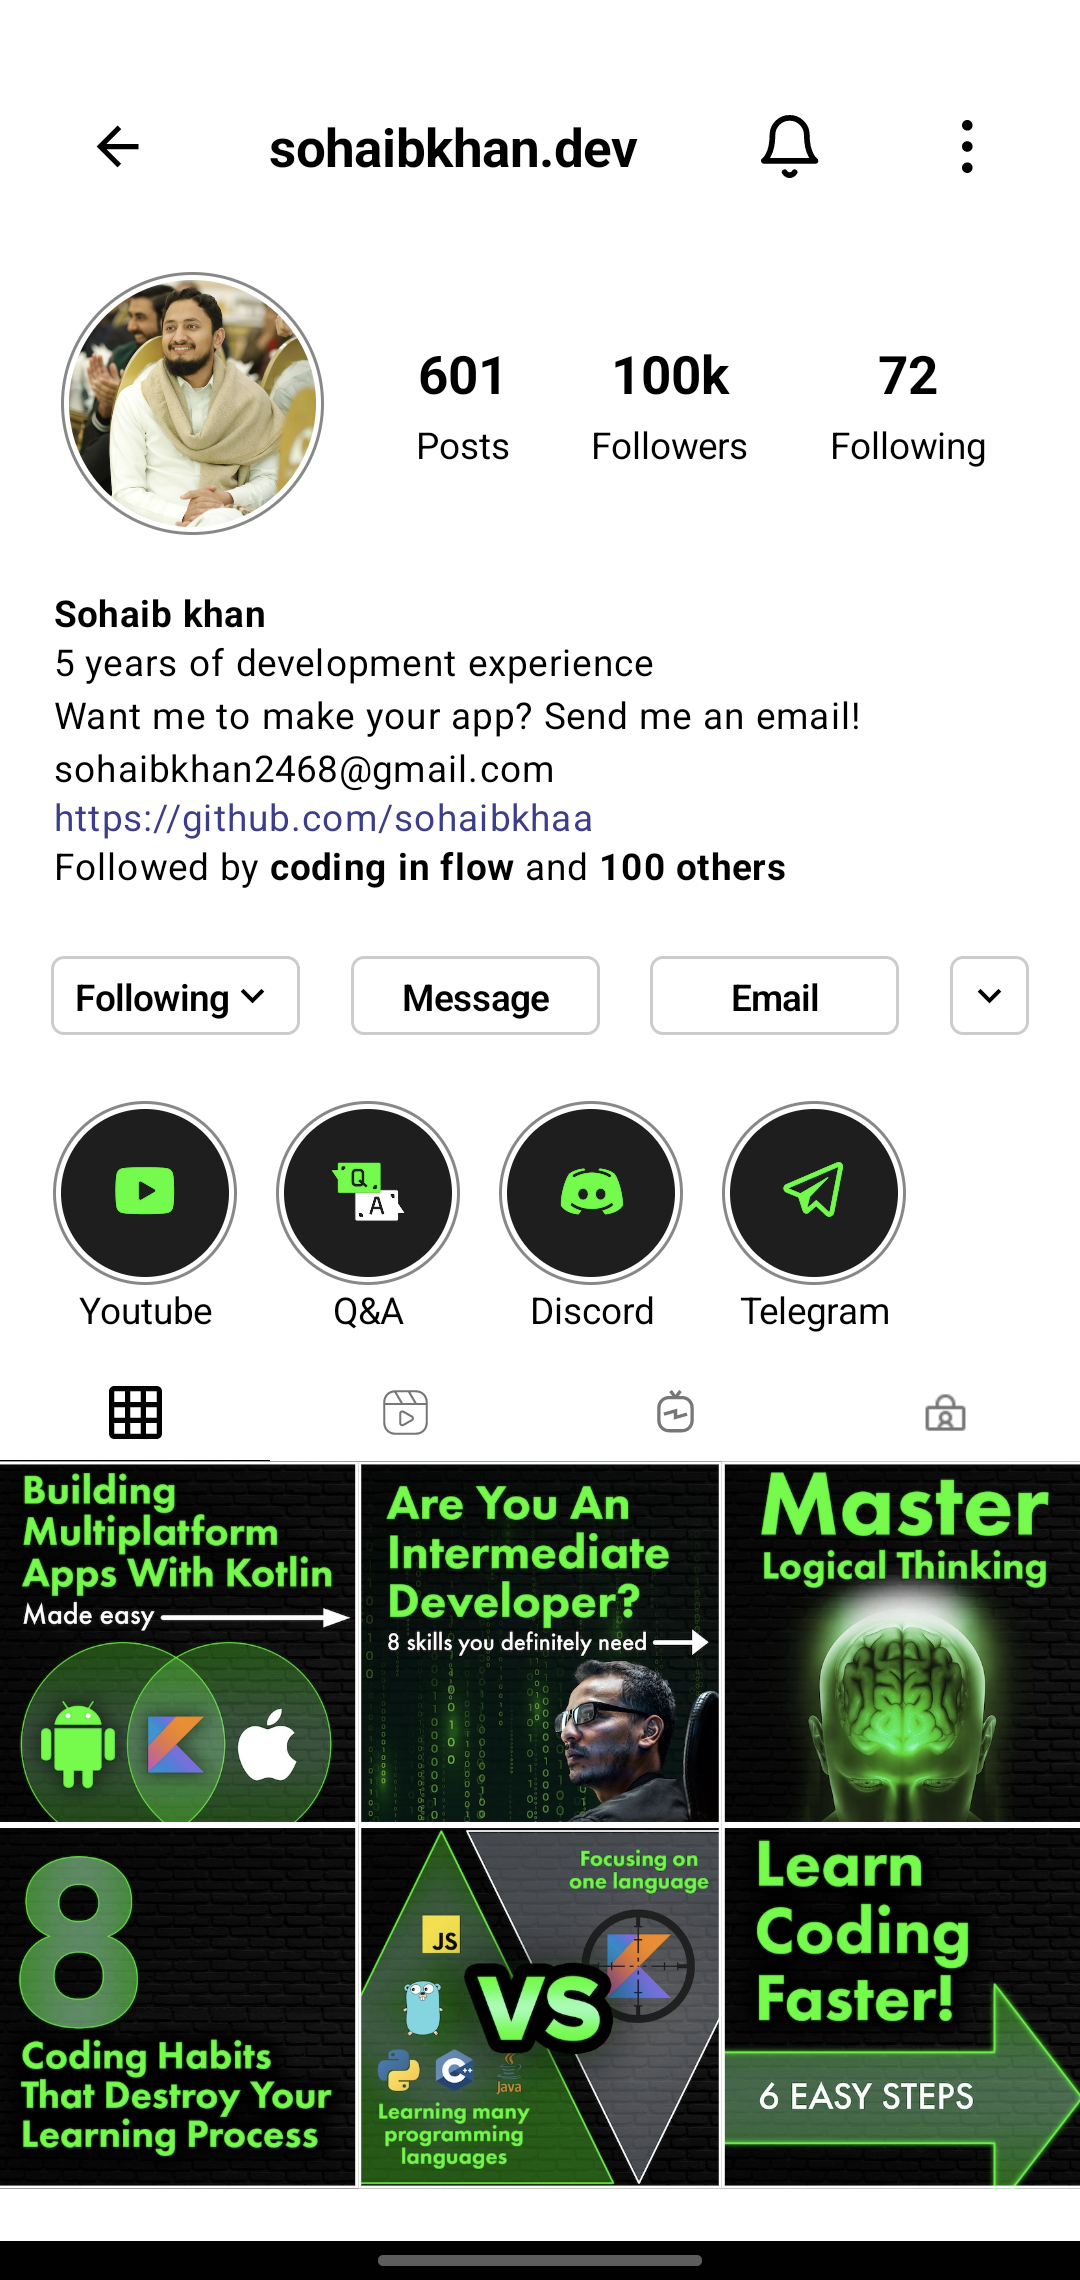 sohaibkhan.dev
601 100k 72
Posts Followers Following
Sohaib khan
5 years of development experience
Want me to make your app? Send me an email!
sohaibkhan2468@gmail.com
https://github.com/sohaibkhaa
Followed by coding in flow and 100 others
Following Message Email
Q
A
Youtube Q&A Discord Telegram
Building
Multiplatform
Apps With Kotlin
Made easy
Are You An
Intermediate
Developer?
8 skills you definitely need
Master
Logical Thinking
8
Coding Habits
That Destroy Your
Learning Process
Focusing on
one language
JS
VS
C++
Java
Learning many
programming
languages
Learn
Coding
Faster!
6 EASY STEPS